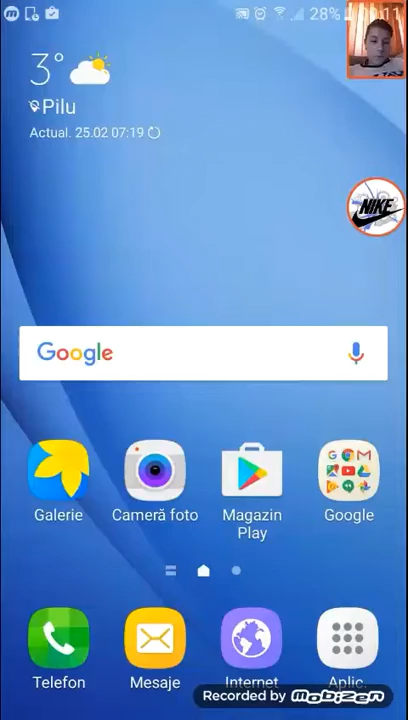 28%
3°
Pilu
Actual. 25.02 07:19
NIKE
Google
Galerie
Cameră foto
Magazin Play
Google
Telefon
Mesaje
Internet
Aplic.
Recorded by mobizen